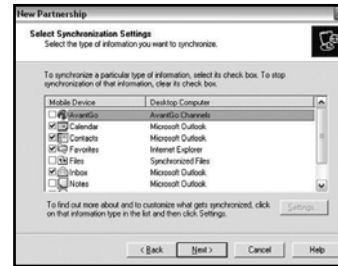 New Partnership
Select Synchronization Settings
Select the type of information you want to synchronize.
To synchronize a particular type of information, select its check box. To stop
synchronization of that information, clear its check box.
Mobile Device Desktop Computer
AvantGo AvantGo Channels
Calendar Microsoft Outlook
Contacts Microsoft Outlook
Favorites Internet Explorer
Files Synchronized Files
Inbox Microsoft Outlook
Notes Microsoft Outlook
To find out more about and to customize what gets synchronized, click
on that information type in the list and then click Settings.
Settings...
< Back Next > Cancel Help